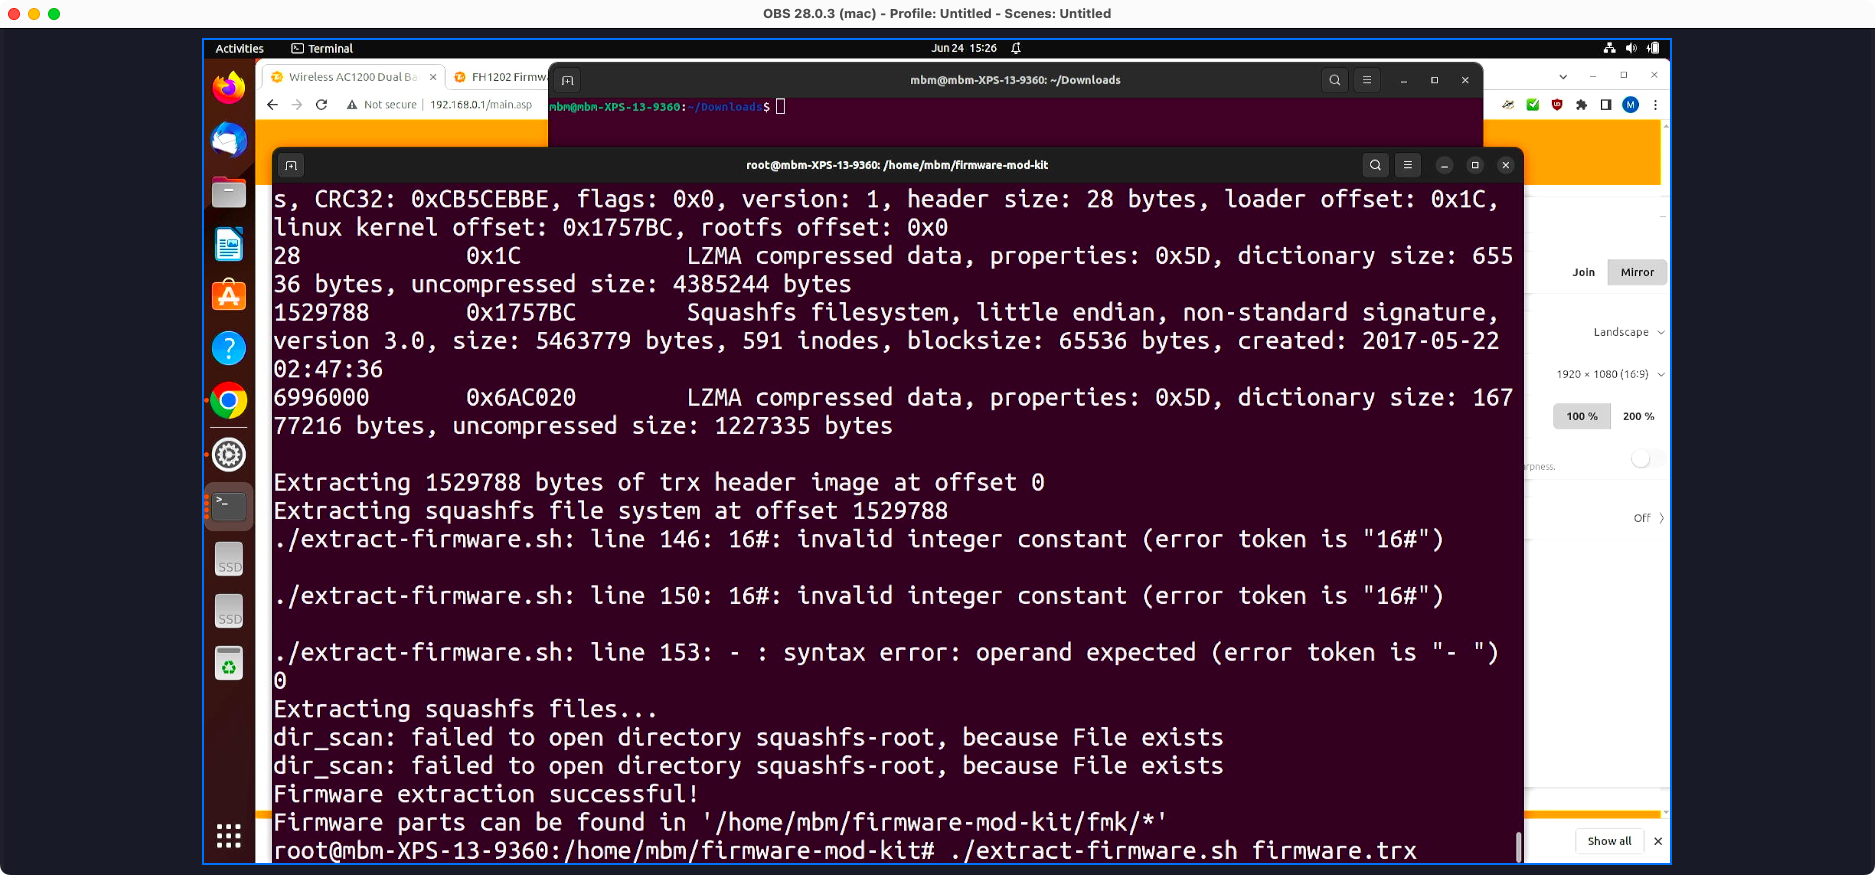 OBS 28.0.3 (mac) - Profile: Untitled - Scenes: Untitled
Activities
Terminal
Jun 24 15:26
Wireless AC1200 Dual Ba
FH1202 Firmw
mbm@mbm-XPS-13-9360: ~/Downloads
Not secure
192.168.0.1/main.asp
mbm@mbm-XPS-13-9360:~/Downloads$
M
root@mbm-XPS-13-9360: /home/mbm/firmware-mod-kit
s, CRC32: 0xCB5CEBBE, flags: 0x0, version: 1, header size: 28 bytes, loader offset: 0x1C,
linux kernel offset: 0x1757BC, rootfs offset: 0x0
28 0x1C LZMA compressed data, properties: 0x5D, dictionary size: 655
36 bytes, uncompressed size: 4385244 bytes
1529788 0x1757BC Squashfs filesystem, little endian, non-standard signature,
version 3.0, size: 5463779 bytes, 591 inodes, blocksize: 65536 bytes, created: 2017-05-22
02:47:36
6996000 0x6AC020 LZMA compressed data, properties: 0x5D, dictionary size: 167
77216 bytes, uncompressed size: 1227335 bytes
Extracting 1529788 bytes of trx header image at offset 0
Extracting squashfs file system at offset 1529788
./extract-firmware.sh: line 146: 16#: invalid integer constant (error token is "16#")
./extract-firmware.sh: line 150: 16#: invalid integer constant (error token is "16#")
./extract-firmware.sh: line 153: - : syntax error: operand expected (error token is "- ")
0
Extracting squashfs files...
dir_scan: failed to open directory squashfs-root, because File exists
dir_scan: failed to open directory squashfs-root, because File exists
Firmware extraction successful!
Firmware parts can be found in '/home/mbm/firmware-mod-kit/fmk/*'
root@mbm-XPS-13-9360:/home/mbm/firmware-mod-kit# ./extract-firmware.sh firmware.trx
Join
Mirror
Landscape
1920 × 1080 (16:9)
100 %
200 %
rpness.
Off
Show all
SSD
SSD